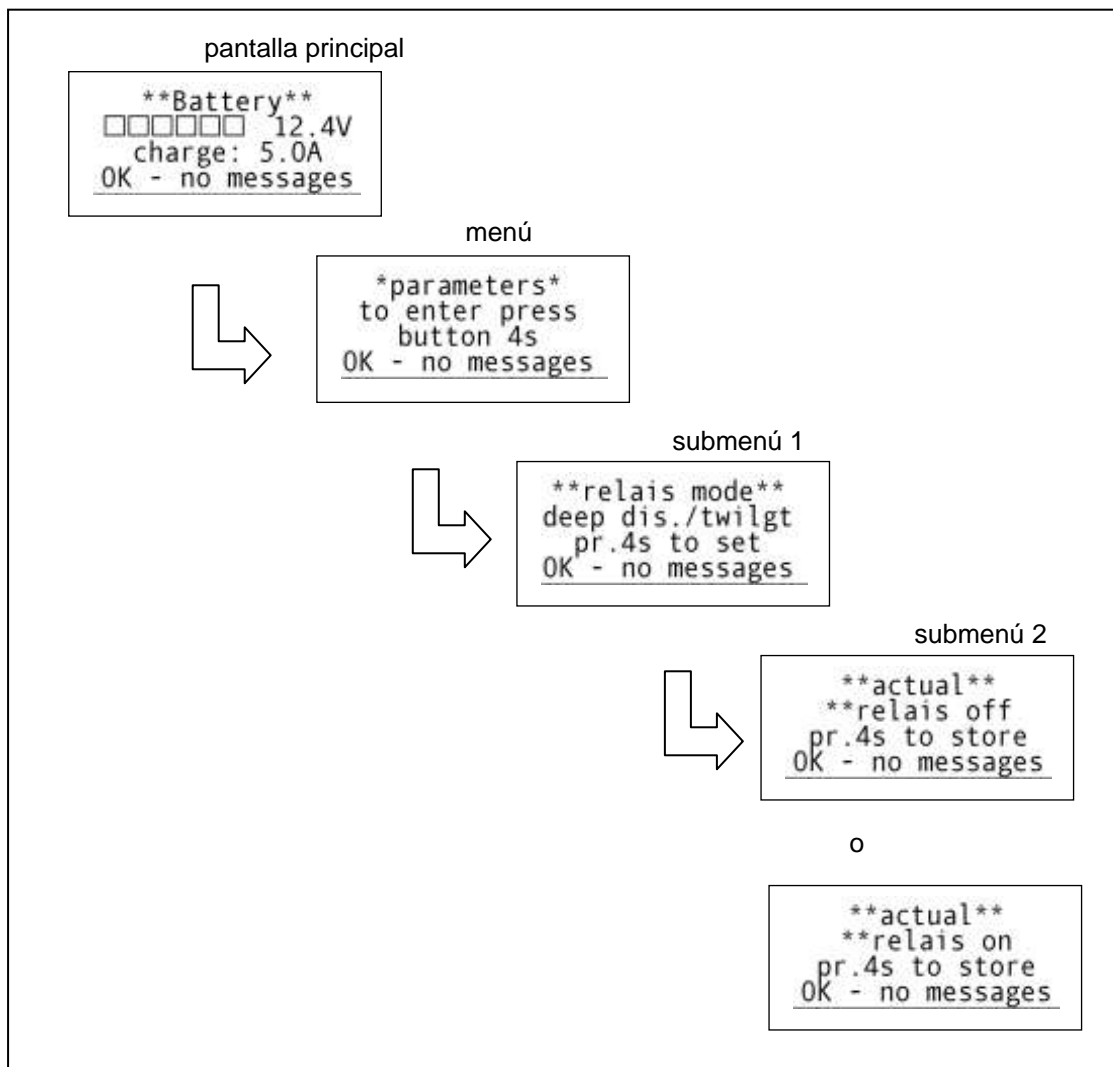 pantalla principal
**Battery**
□□□□□□ 12.4V
charge: 5.0A
OK - no messages
menú
*parameters*
to enter press
button 4s
OK - no messages
submenú 1
**relais mode**
deep dis./twilgt
pr.4s to set
OK - no messages
submenú 2
**actual**
**relais off
pr.4s to store
OK - no messages
o
**actual**
**relais on
pr.4s to store
OK - no messages